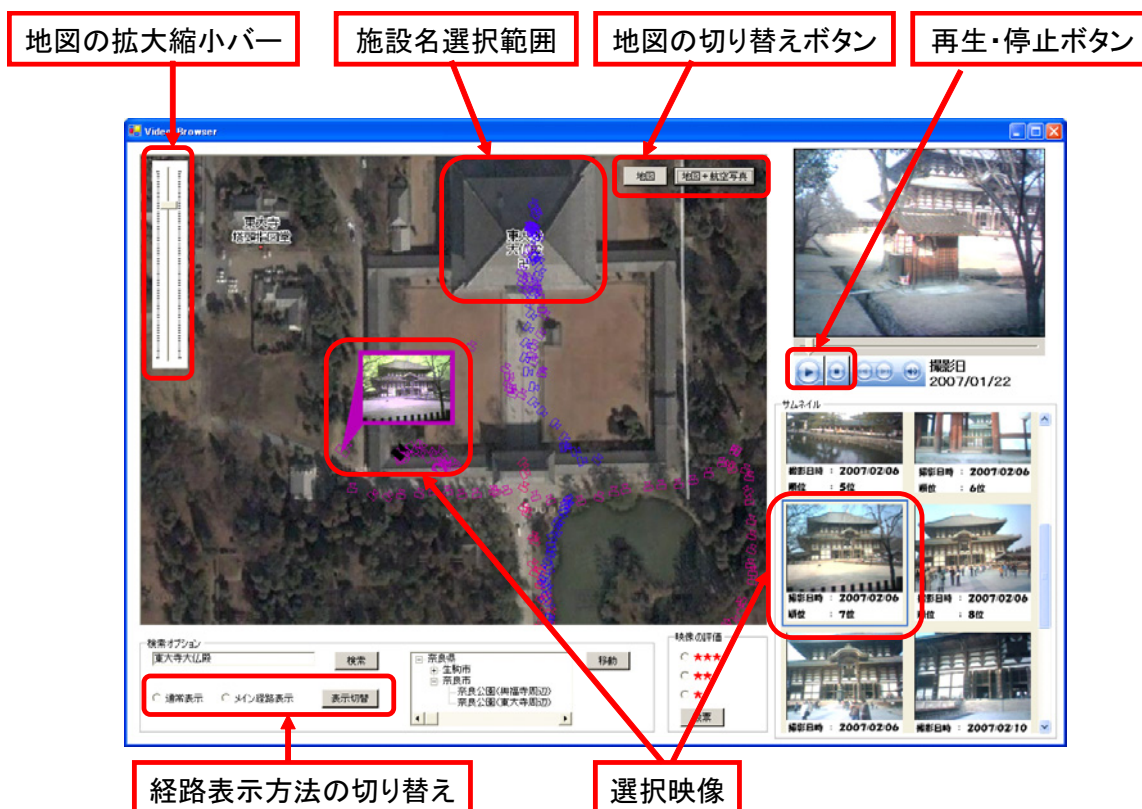 地図の拡大縮小バー
施設名選択範囲
地図の切り替えボタン
再生・停止ボタン
Video Browser
地図
地図+航空写真
東大寺
東大寺
大仏殿
撮影日
2007/01/22
サムネイル
撮影日時 : 2007/02/06
順位 : 5位
撮影日時 : 2007/02/06
順位 : 6位
撮影日時 : 2007/02/06
順位 : 7位
撮影日時 : 2007/02/06
順位 : 8位
撮影日時 : 2007/02/06
撮影日時 : 2007/02/10
検索オプション
東大寺大仏殿
検索
通常表示
メイン経路表示
表示切替
奈良県
生駒市
奈良市
奈良公園(興福寺周辺)
奈良公園(東大寺周辺)
移動
映像の評価
★★★
★★
★
経路表示方法の切り替え
選択映像